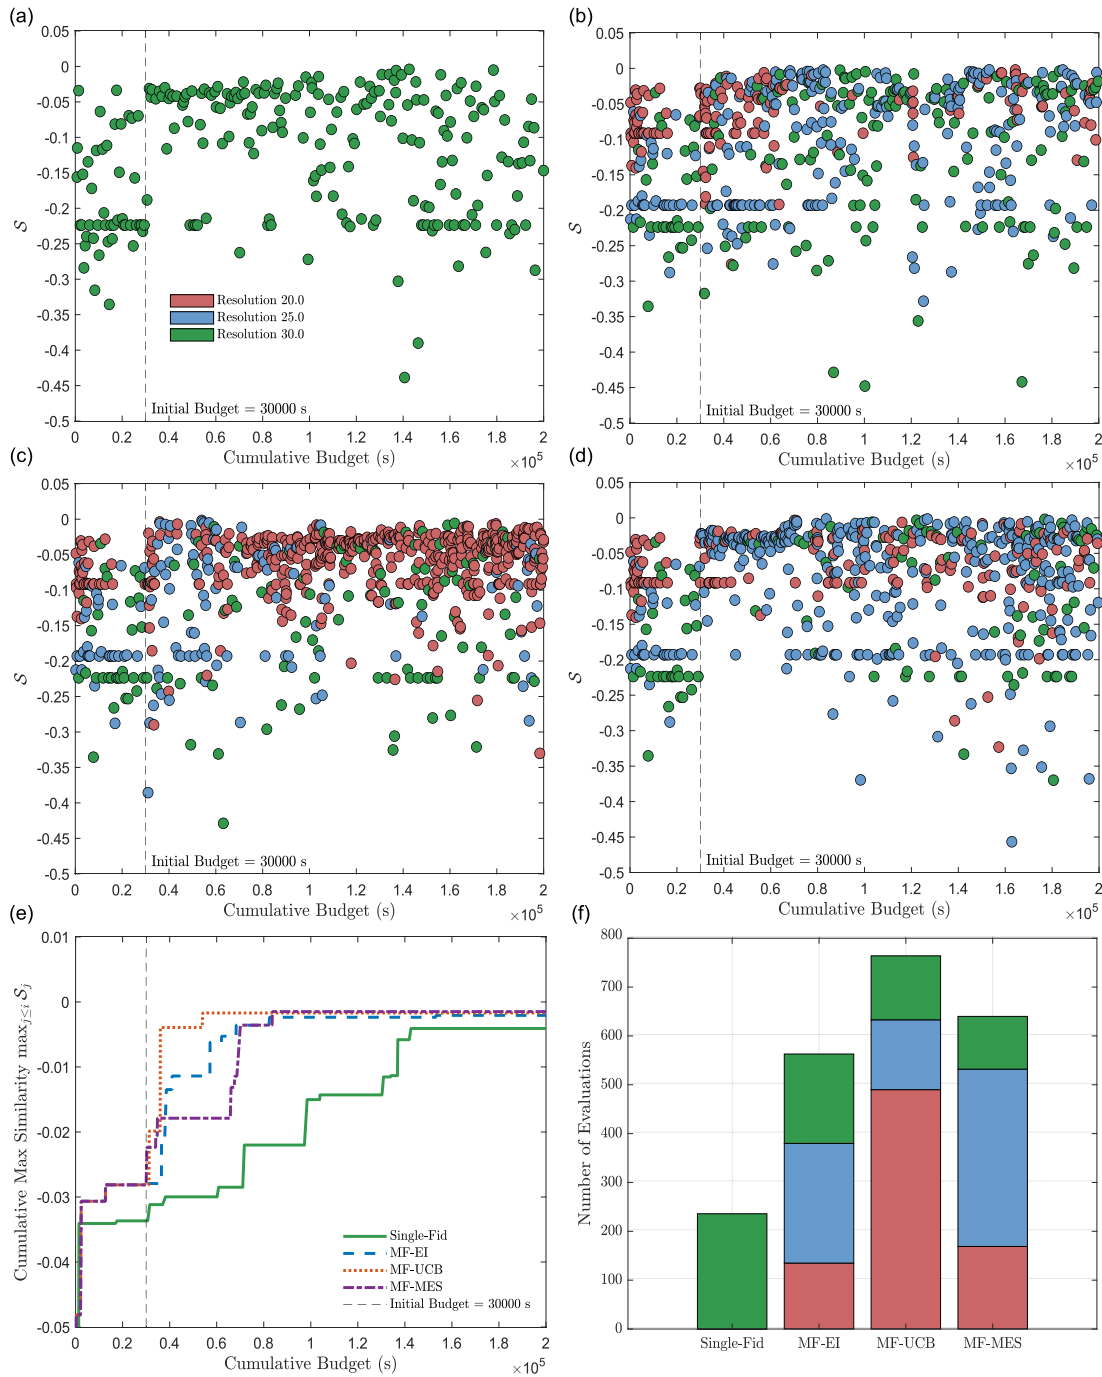 (a)
0.05
0
-0.05
-0.1
-0.15
-0.2
-0.25
-0.3
-0.35
-0.4
-0.45
-0.5
S
Resolution 20.0
Resolution 25.0
Resolution 30.0
Initial Budget = 30000 s
0 0.2 0.4 0.6 0.8 1 1.2 1.4 1.6 1.8 2
Cumulative Budget (s)
×10⁵
(b)
0.05
0
-0.05
-0.1
-0.15
-0.2
-0.25
-0.3
-0.35
-0.4
-0.45
-0.5
S
Initial Budget = 30000 s
0 0.2 0.4 0.6 0.8 1 1.2 1.4 1.6 1.8 2
Cumulative Budget (s)
×10⁵
(c)
0.05
0
-0.05
-0.1
-0.15
-0.2
-0.25
-0.3
-0.35
-0.4
-0.45
-0.5
S
Initial Budget = 30000 s
0 0.2 0.4 0.6 0.8 1 1.2 1.4 1.6 1.8 2
Cumulative Budget (s)
×10⁵
(d)
0.05
0
-0.05
-0.1
-0.15
-0.2
-0.25
-0.3
-0.35
-0.4
-0.45
-0.5
S
Initial Budget = 30000 s
0 0.2 0.4 0.6 0.8 1 1.2 1.4 1.6 1.8 2
Cumulative Budget (s)
×10⁵
(e)
0.01
0
-0.01
-0.02
-0.03
-0.04
-0.05
Cumulative Max Similarity max_{j≤i} S_j
Single-Fid
MF-EI
MF-UCB
MF-MES
Initial Budget = 30000 s
0 0.2 0.4 0.6 0.8 1 1.2 1.4 1.6 1.8 2
Cumulative Budget (s)
×10⁵
(f)
800
700
600
500
400
300
200
100
0
Number of Evaluations
Single-Fid MF-EI MF-UCB MF-MES